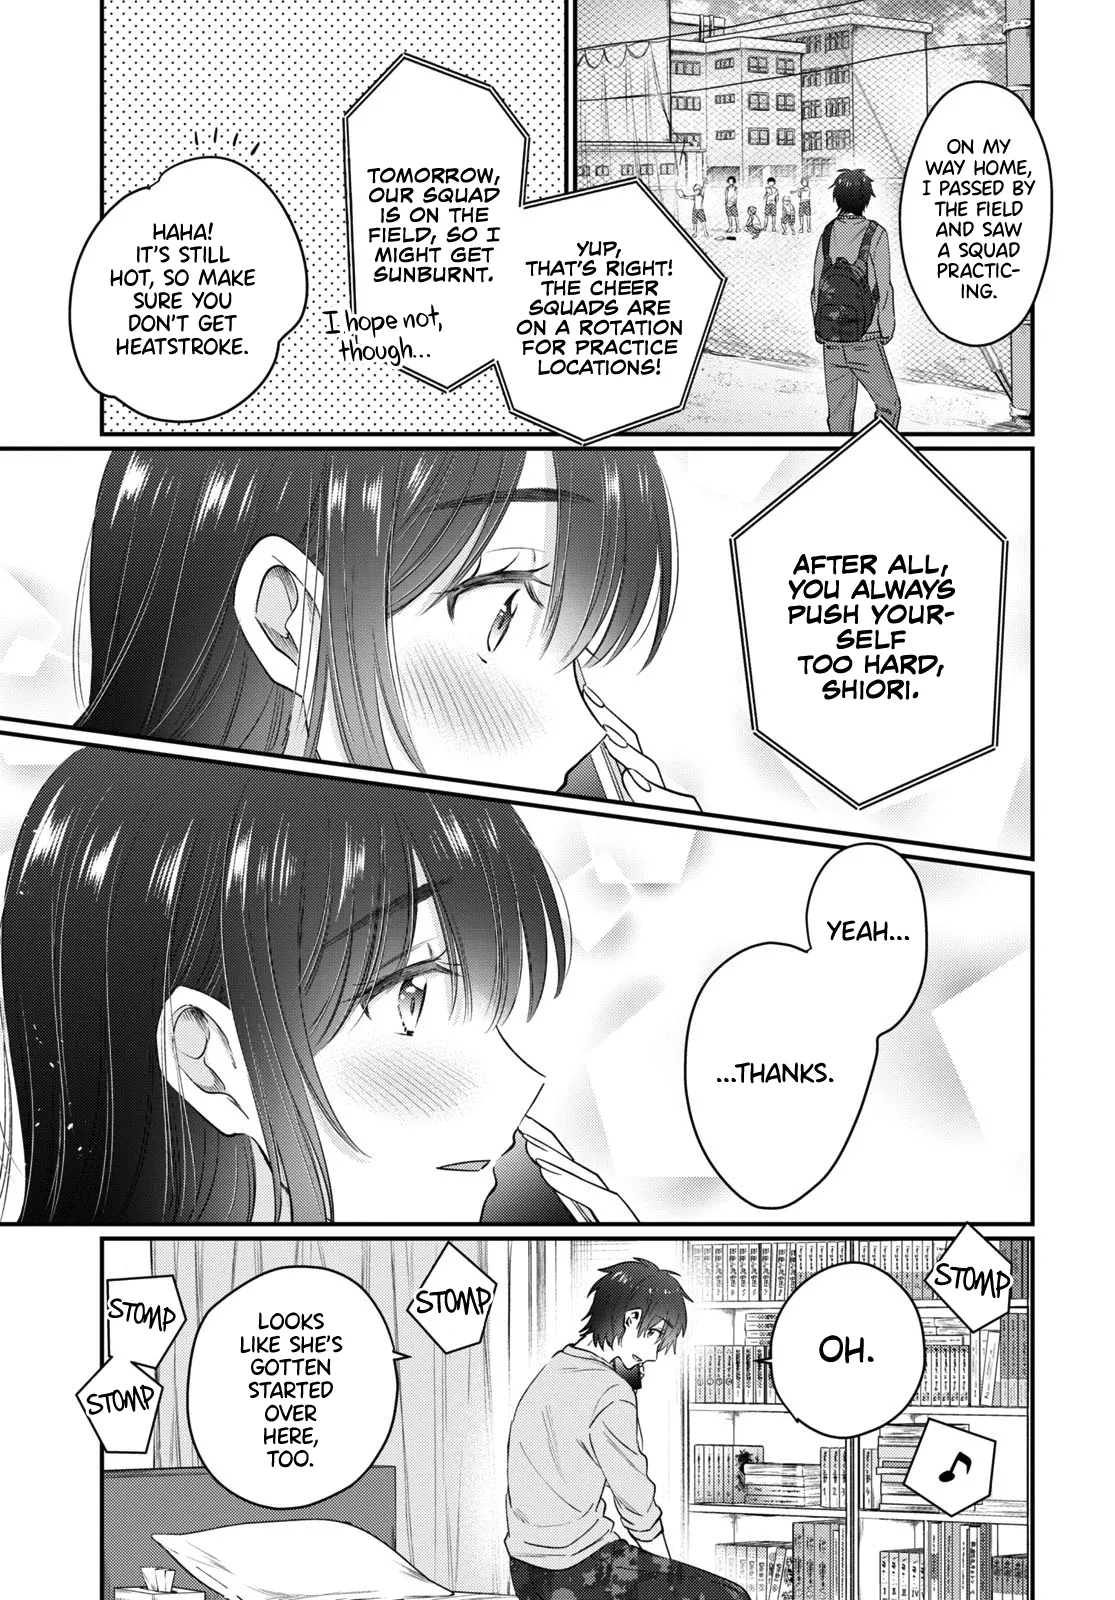 ON MY
WAY HOME,
I PASSED BY
THE FIELD
AND SAW
A SQUAD
PRACTIC-
ING.
YUP,
THAT'S RIGHT!
THE CHEER
SQUADS ARE
ON A ROTATION
FOR PRACTICE
LOCATIONS!
TOMORROW,
OUR SQUAD
IS ON THE
FIELD, SO I
MIGHT GET
SUNBURNT.
I hope not,
though...
HAHA!
IT'S STILL
HOT, SO MAKE
SURE YOU
DON'T GET
HEATSTROKE.
AFTER ALL,
YOU ALWAYS
PUSH YOUR-
SELF
TOO HARD,
SHIORI.
YEAH...
...THANKS.
STOMP
OH.
STOMP
LOOKS
LIKE SHE'S
GOTTEN
STARTED
OVER
HERE,
TOO.
STOMP
STOMP